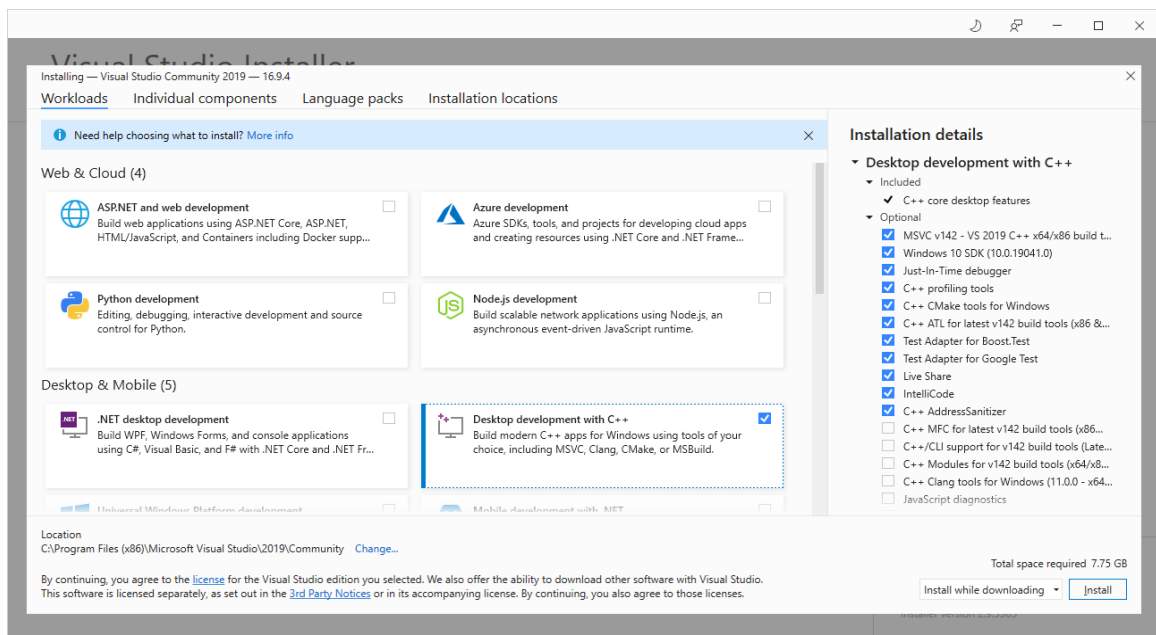 Visual Studio Installer
Installing — Visual Studio Community 2019 — 16.9.4
Workloads Individual components Language packs Installation locations
Need help choosing what to install? More info
Web & Cloud (4)
ASP.NET and web development
Build web applications using ASP.NET Core, ASP.NET,
HTML/JavaScript, and Containers including Docker supp...
Azure development
Azure SDKs, tools, and projects for developing cloud apps
and creating resources using .NET Core and .NET Frame...
Python development
Editing, debugging, interactive development and source
control for Python.
Node.js development
Build scalable network applications using Node.js, an
asynchronous event-driven JavaScript runtime.
Desktop & Mobile (5)
NET
.NET desktop development
Build WPF, Windows Forms, and console applications
using C#, Visual Basic, and F# with .NET Core and .NET Fr...
Desktop development with C++
Build modern C++ apps for Windows using tools of your
choice, including MSVC, Clang, CMake, or MSBuild.
Universal Windows Platform development
Mobile development with .NET
Installation details
Desktop development with C++
Included
C++ core desktop features
Optional
MSVC v142 - VS 2019 C++ x64/x86 build t...
Windows 10 SDK (10.0.19041.0)
Just-In-Time debugger
C++ profiling tools
C++ CMake tools for Windows
C++ ATL for latest v142 build tools (x86 &...
Test Adapter for Boost.Test
Test Adapter for Google Test
Live Share
IntelliCode
C++ AddressSanitizer
C++ MFC for latest v142 build tools (x86...
C++/CLI support for v142 build tools (Late...
C++ Modules for v142 build tools (x64/x8...
C++ Clang tools for Windows (11.0.0 - x64...
JavaScript diagnostics
Location
C:\Program Files (x86)\Microsoft Visual Studio\2019\Community Change...
By continuing, you agree to the license for the Visual Studio edition you selected. We also offer the ability to download other software with Visual Studio.
This software is licensed separately, as set out in the 3rd Party Notices or in its accompanying license. By continuing, you also agree to those licenses.
Total space required 7.75 GB
Install while downloading Install
Installer version